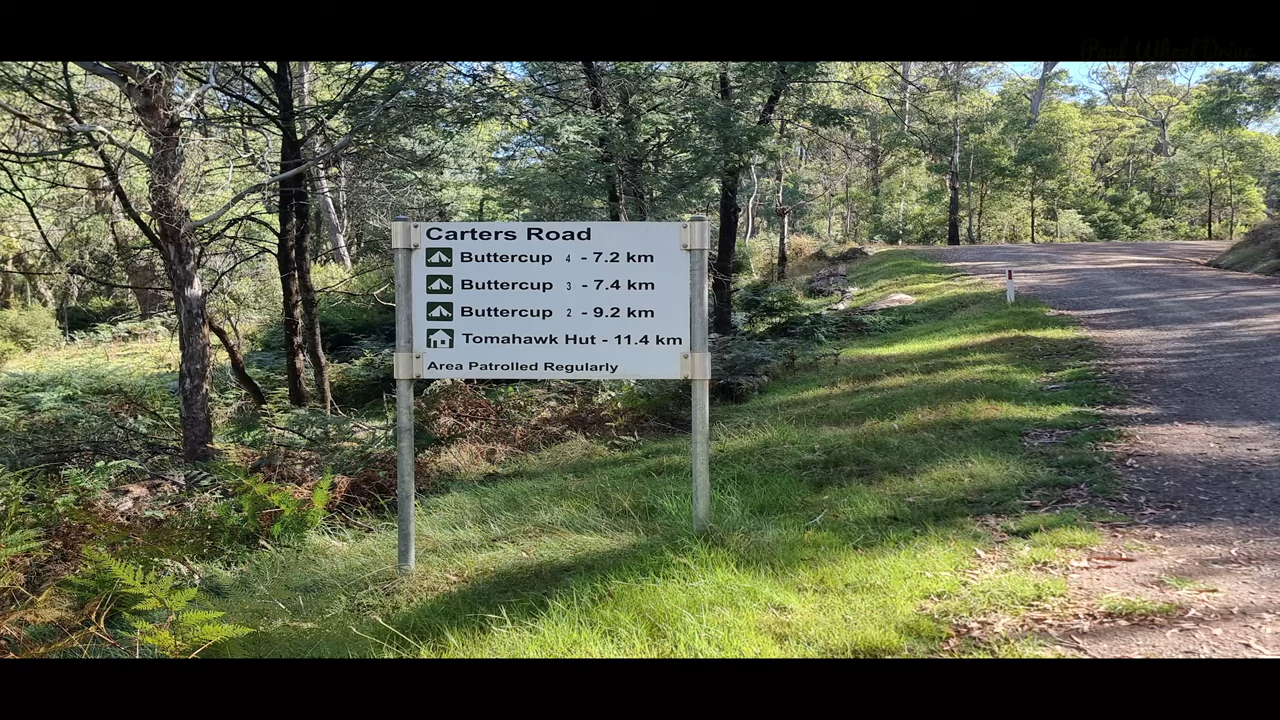 Carters Road
Buttercup 4 - 7.2 km
Buttercup 3 - 7.4 km
Buttercup 2 - 9.2 km
Tomahawk Hut - 11.4 km
Area Patrolled Regularly